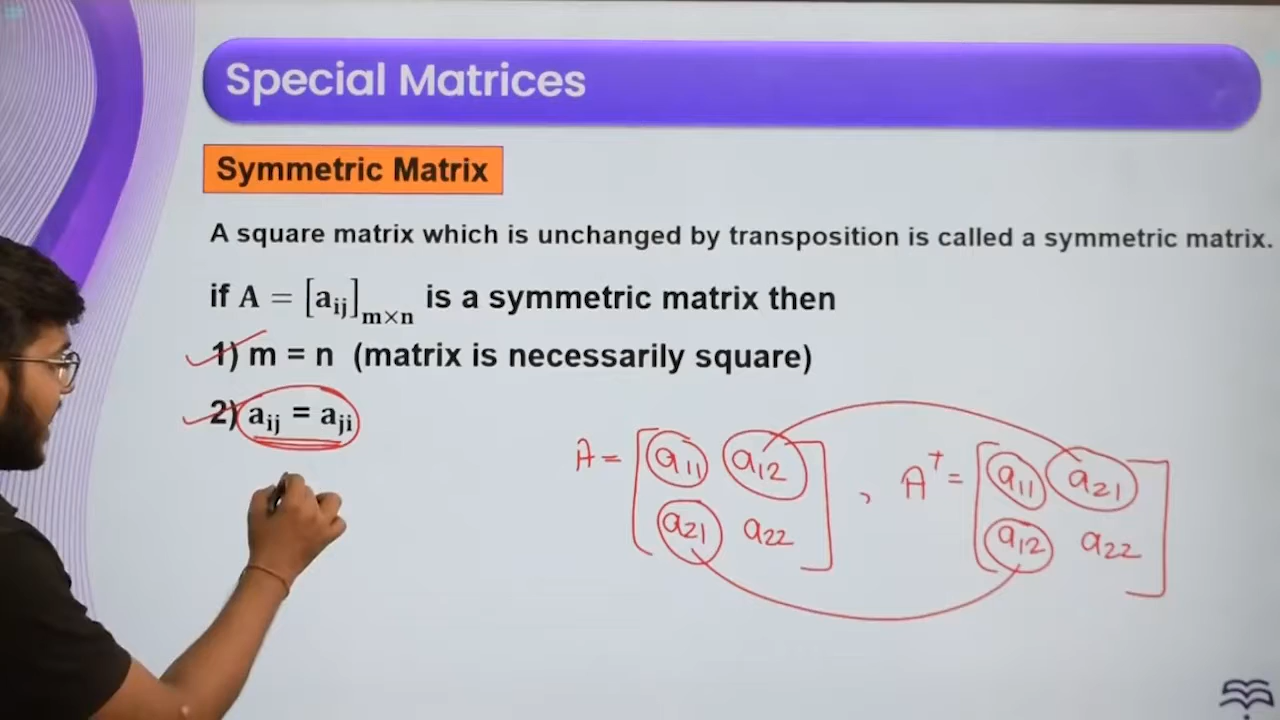 Special Matrices
Symmetric Matrix
A square matrix which is unchanged by transposition is called a symmetric matrix.
if A = [aij]m×n is a symmetric matrix then
1) m = n (matrix is necessarily square)
2) aij = aji
A = [a11 a12
a21 a22] , Aᵀ = [a11 a21
a12 a22]